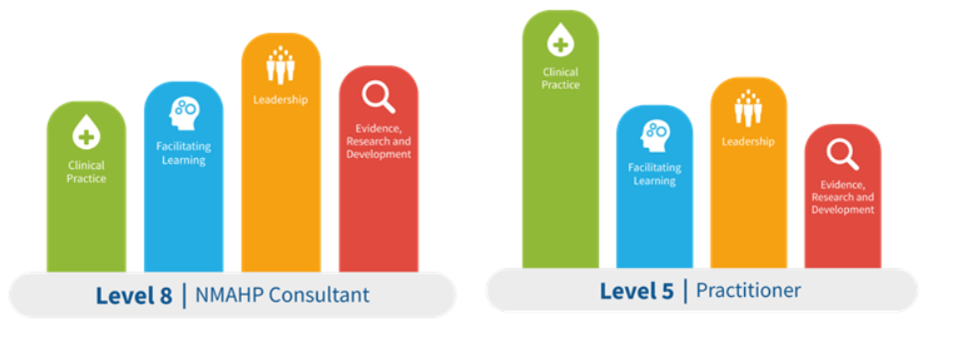 Clinical
Practice
Facilitating
Learning
Leadership
Evidence,
Research and
Development
Level 8 | NMAHP Consultant
Clinical
Practice
Facilitating
Learning
Leadership
Evidence,
Research and
Development
Level 5 | Practitioner